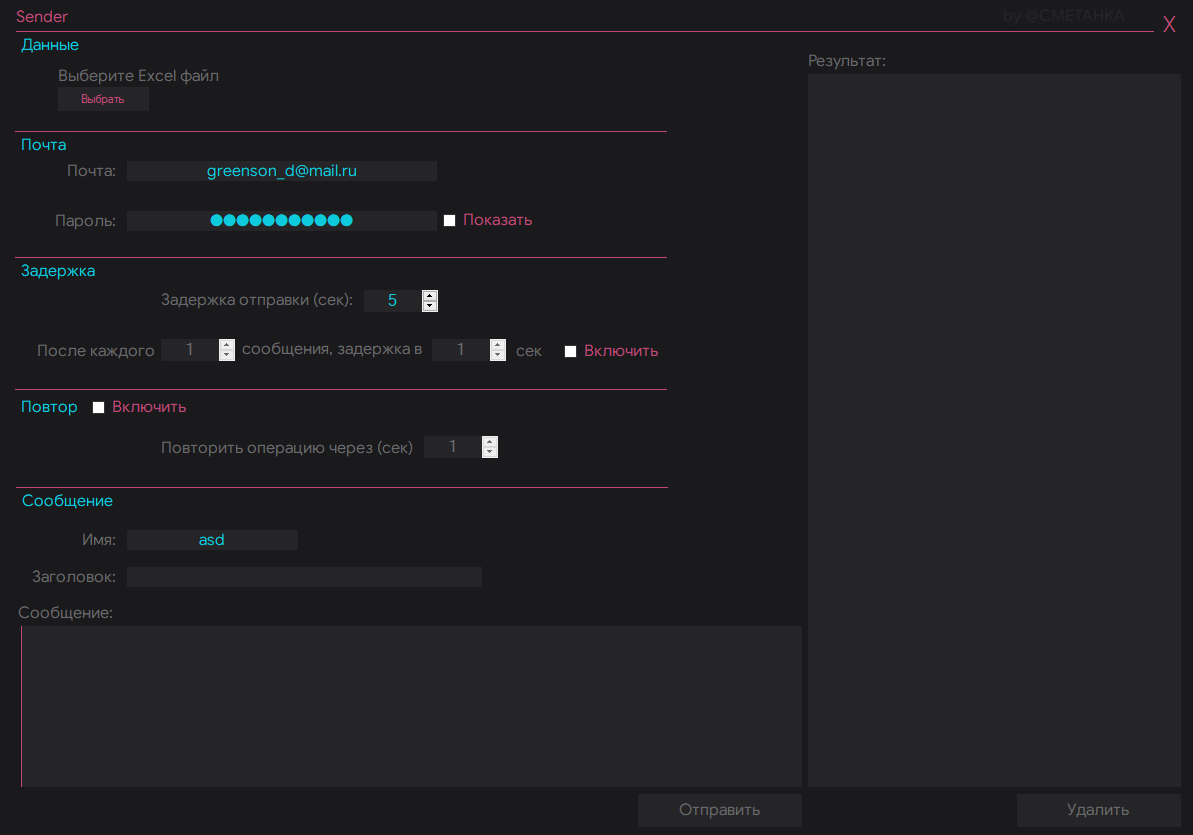 Sender
by @CMETAHKA
X
Данные
Выберите Excel файл
Выбрать
Почта
Почта: greenson_d@mail.ru
Пароль: ●●●●●●●●●●● Показать
Задержка
Задержка отправки (сек): 5
После каждого 1 сообщения, задержка в 1 сек Включить
Повтор Включить
Повторить операцию через (сек) 1
Сообщение
Имя: asd
Заголовок:
Сообщение:
Отправить
Результат:
Удалить